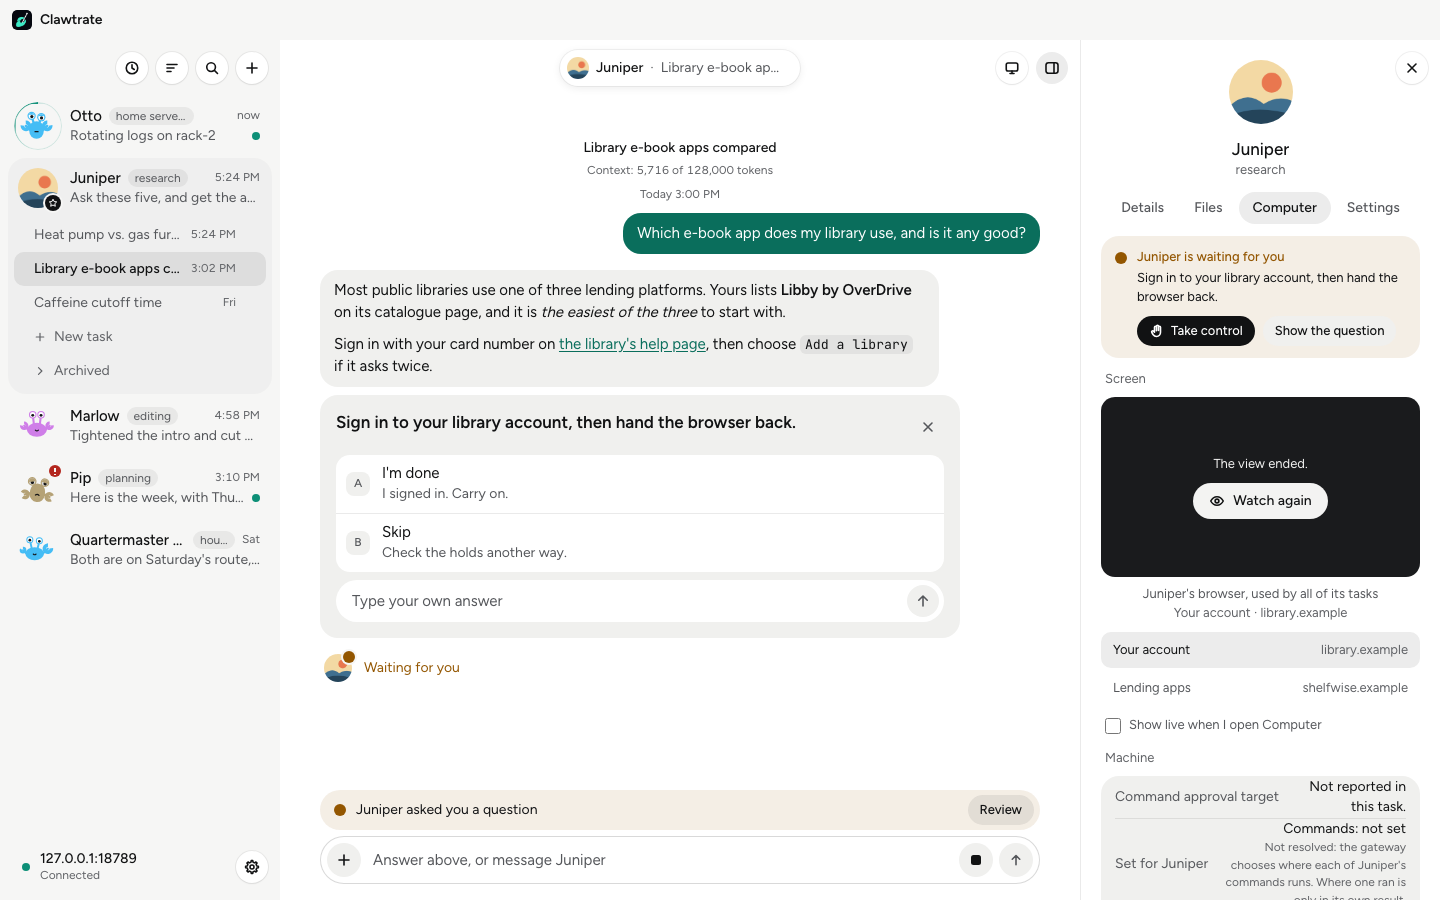 Clawtrate
Otto
home serve...
now
Rotating logs on rack-2
Juniper
research
5:24 PM
Ask these five, and get the a...
Heat pump vs. gas fur...
5:24 PM
Library e-book apps c...
3:02 PM
Caffeine cutoff time
Fri
New task
Archived
Marlow
editing
4:58 PM
Tightened the intro and cut ...
Pip
planning
3:10 PM
Here is the week, with Thu...
Quartermaster ...
hou...
Sat
Both are on Saturday's route,...
127.0.0.1:18789
Connected
Juniper · Library e-book ap...
Library e-book apps compared
Context: 5,716 of 128,000 tokens
Today 3:00 PM
Which e-book app does my library use, and is it any good?
Most public libraries use one of three lending platforms. Yours lists Libby by OverDrive
on its catalogue page, and it is the easiest of the three to start with.
Sign in with your card number on the library's help page, then choose Add a library
if it asks twice.
Sign in to your library account, then hand the browser back.
A
I'm done
I signed in. Carry on.
B
Skip
Check the holds another way.
Type your own answer
Waiting for you
Juniper asked you a question
Review
Answer above, or message Juniper
Juniper
research
Details
Files
Computer
Settings
Juniper is waiting for you
Sign in to your library account, then hand the
browser back.
Take control
Show the question
Screen
The view ended.
Watch again
Juniper's browser, used by all of its tasks
Your account · library.example
Your account
library.example
Lending apps
shelfwise.example
Show live when I open Computer
Machine
Command approval target
Not reported in
this task.
Set for Juniper
Commands: not set
Not resolved: the gateway
chooses where each of Juniper's
commands runs. Where one ran is
only in its own result.